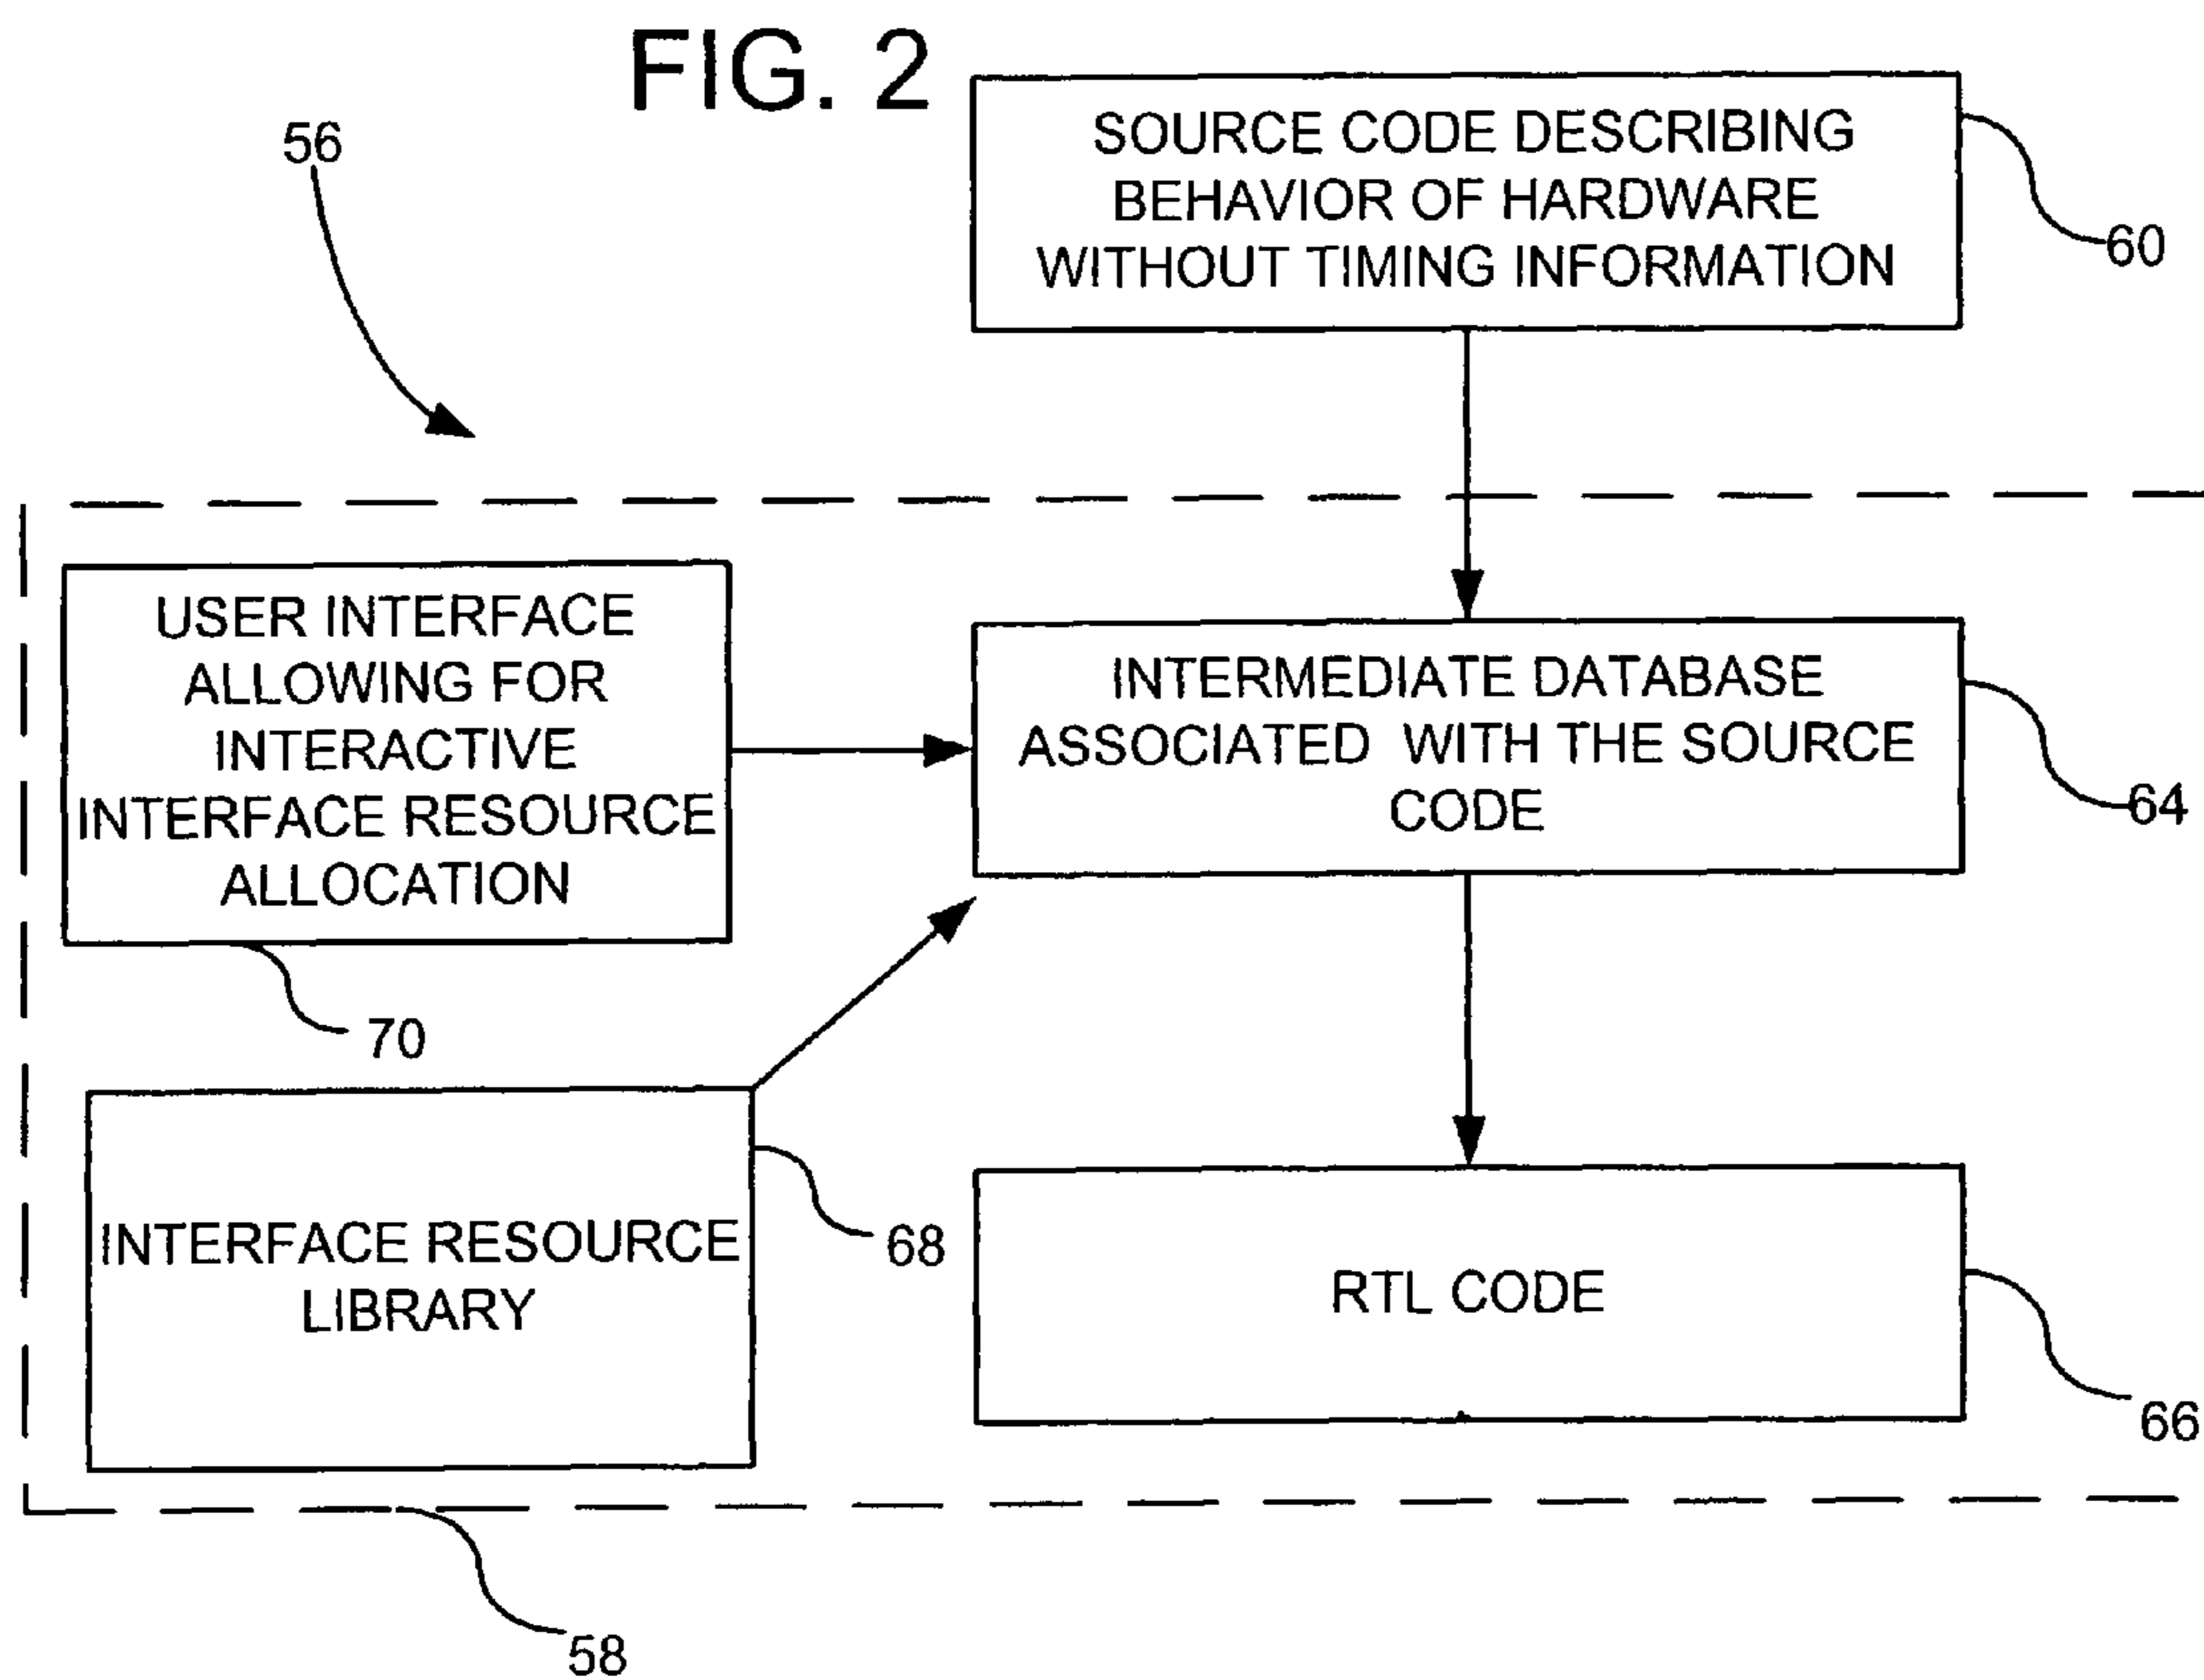 FIG. 2
56
SOURCE CODE DESCRIBING
BEHAVIOR OF HARDWARE
WITHOUT TIMING INFORMATION
60
USER INTERFACE
ALLOWING FOR
INTERACTIVE
INTERFACE RESOURCE
ALLOCATION
70
INTERMEDIATE DATABASE
ASSOCIATED WITH THE SOURCE
CODE
64
INTERFACE RESOURCE
LIBRARY
68
RTL CODE
66
58